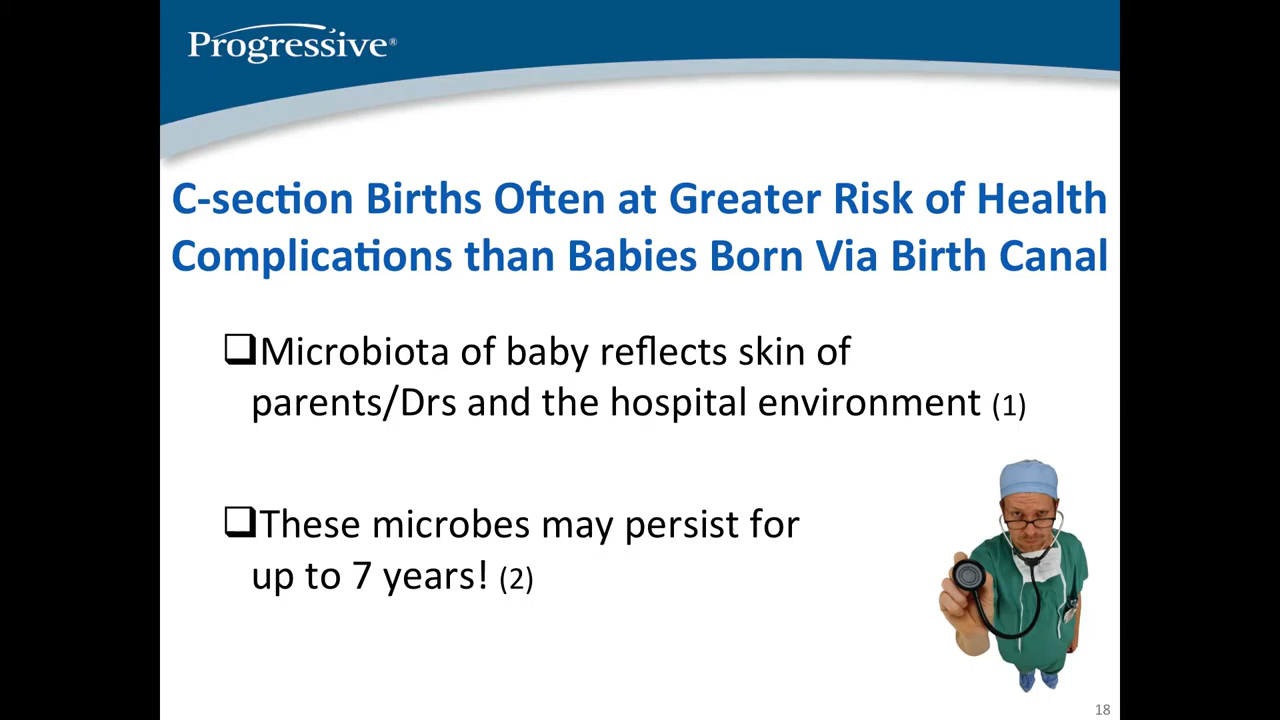 Progressive®
C-section Births Often at Greater Risk of Health
Complications than Babies Born Via Birth Canal
❑Microbiota of baby reflects skin of
parents/Drs and the hospital environment (1)
❑These microbes may persist for
up to 7 years! (2)
18